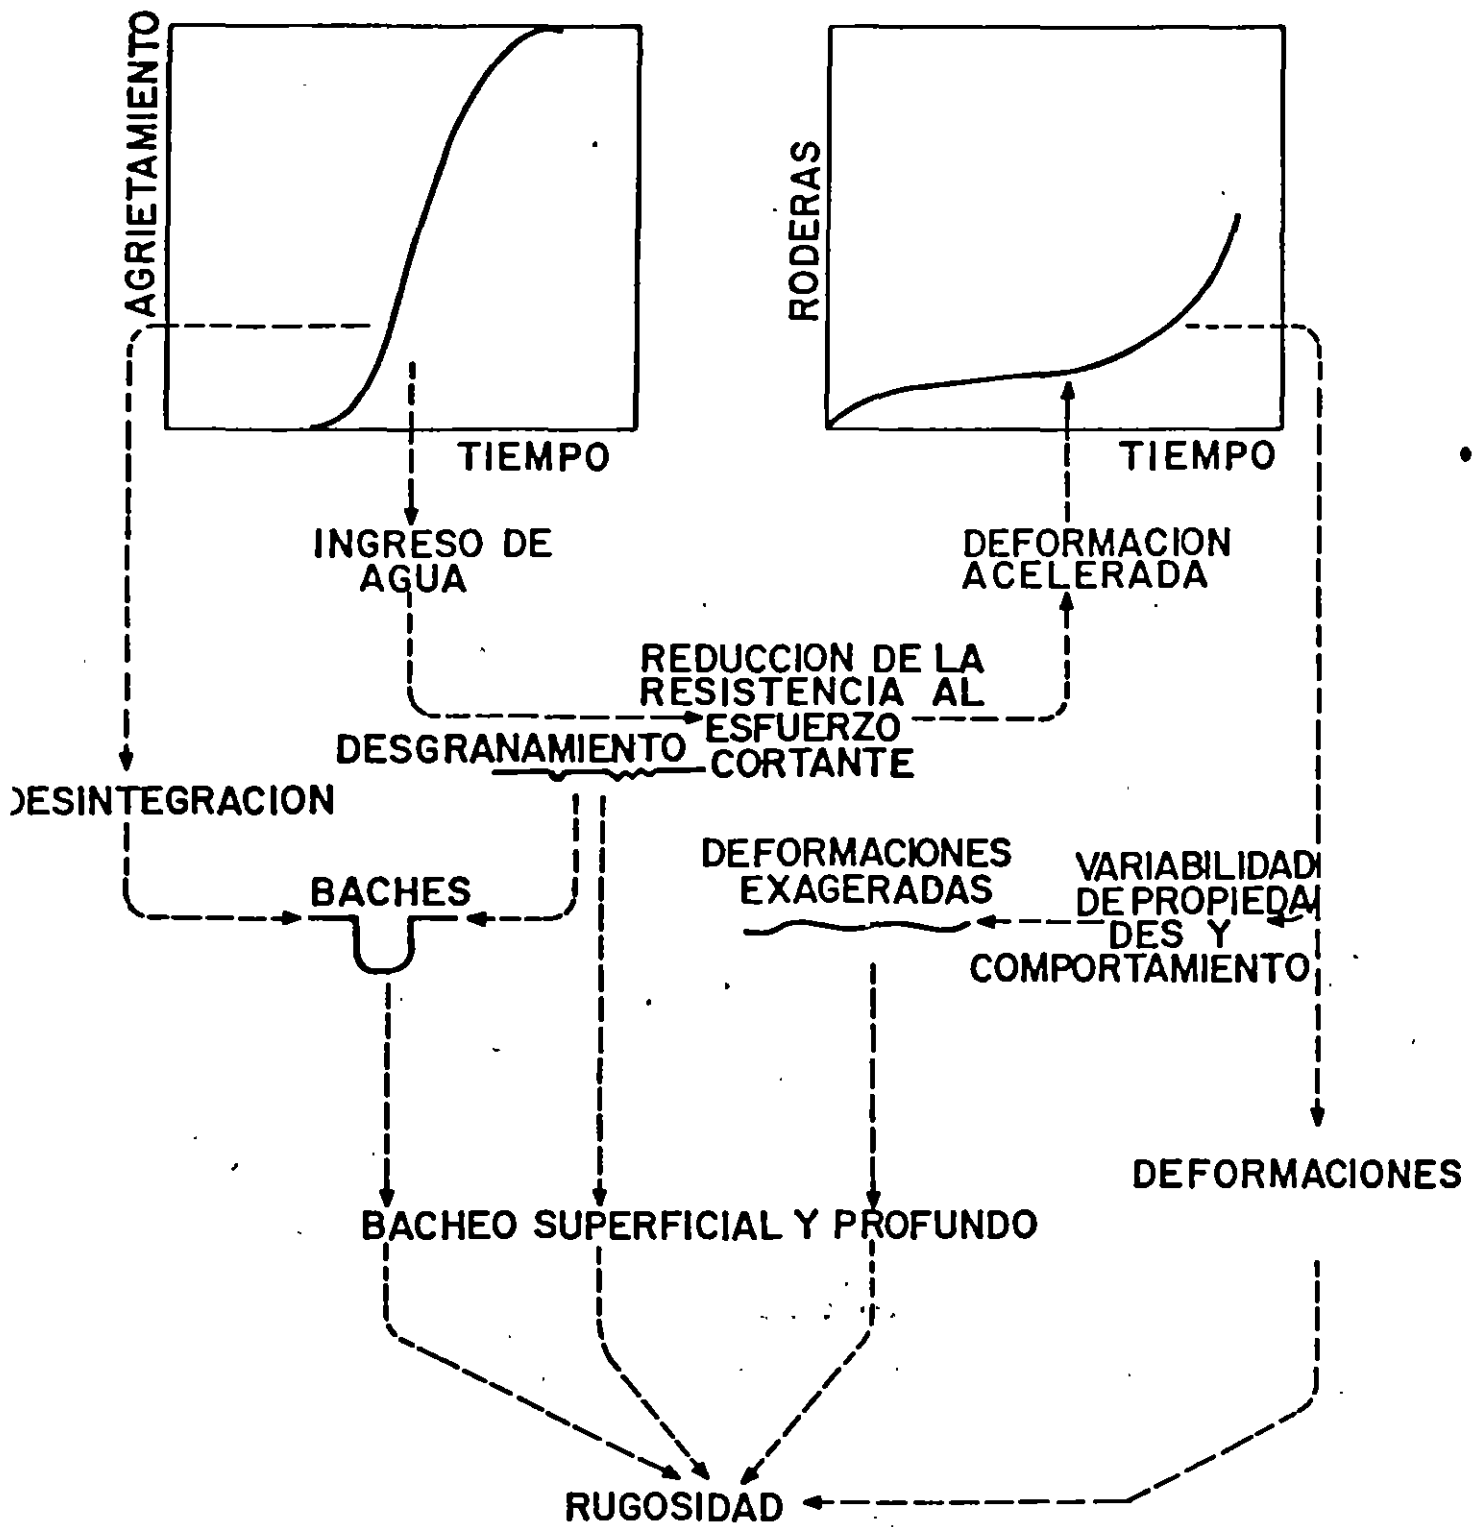 AGRIETAMIENTO
TIEMPO
RODERAS
TIEMPO
INGRESO DE
AGUA
DEFORMACION
ACELERADA
REDUCCION DE LA
RESISTENCIA AL
ESFUERZO
CORTANTE
DESGRANAMIENTO
DESINTEGRACION
BACHES
DEFORMACIONES
EXAGERADAS
VARIABILIDAD
DE PROPIEDA
DES Y
COMPORTAMIENTO
DEFORMACIONES
BACHEO SUPERFICIAL Y PROFUNDO
RUGOSIDAD